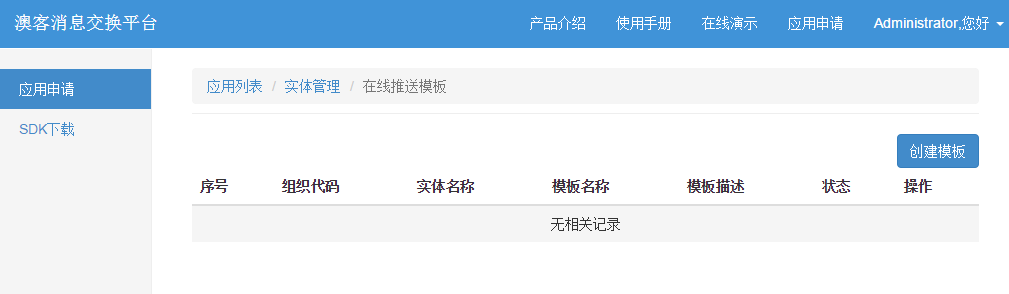 澳客消息交换平台 产品介绍 使用手册 在线演示 应用申请 Administrator,您好
应用申请
SDK下载
应用列表 / 实体管理 / 在线推送模板
创建模板
序号 组织代码 实体名称 模板名称 模板描述 状态 操作
无相关记录